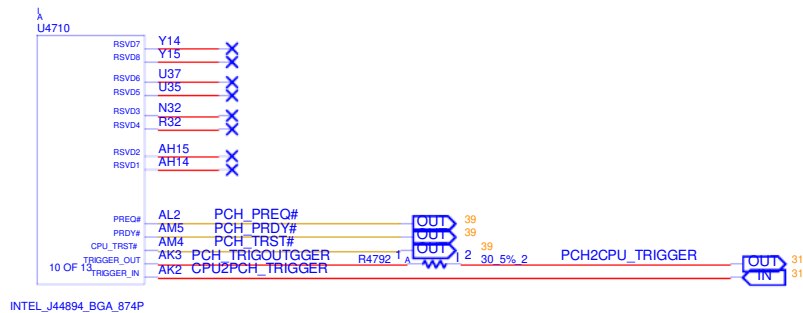 I
A
U4710
RSVD7 Y14
RSVD8 Y15
RSVD6 U37
RSVD5 U35
RSVD3 N32
RSVD4 R32
RSVD2 AH15
RSVD1 AH14
PREQ# AL2 PCH_PREQ# OUT 39
PRDY# AM5 PCH_PRDY# OUT 39
CPU_TRST# AM4 PCH_TRST# OUT 39
TRIGGER_OUT AK3 PCH_TRIGOUTGGER R4792 1 A I 2 30_5%_2 PCH2CPU_TRIGGER OUT 31
10 OF 13
TRIGGER_IN AK2 CPU2PCH_TRIGGER IN 31
INTEL_J44894_BGA_874P